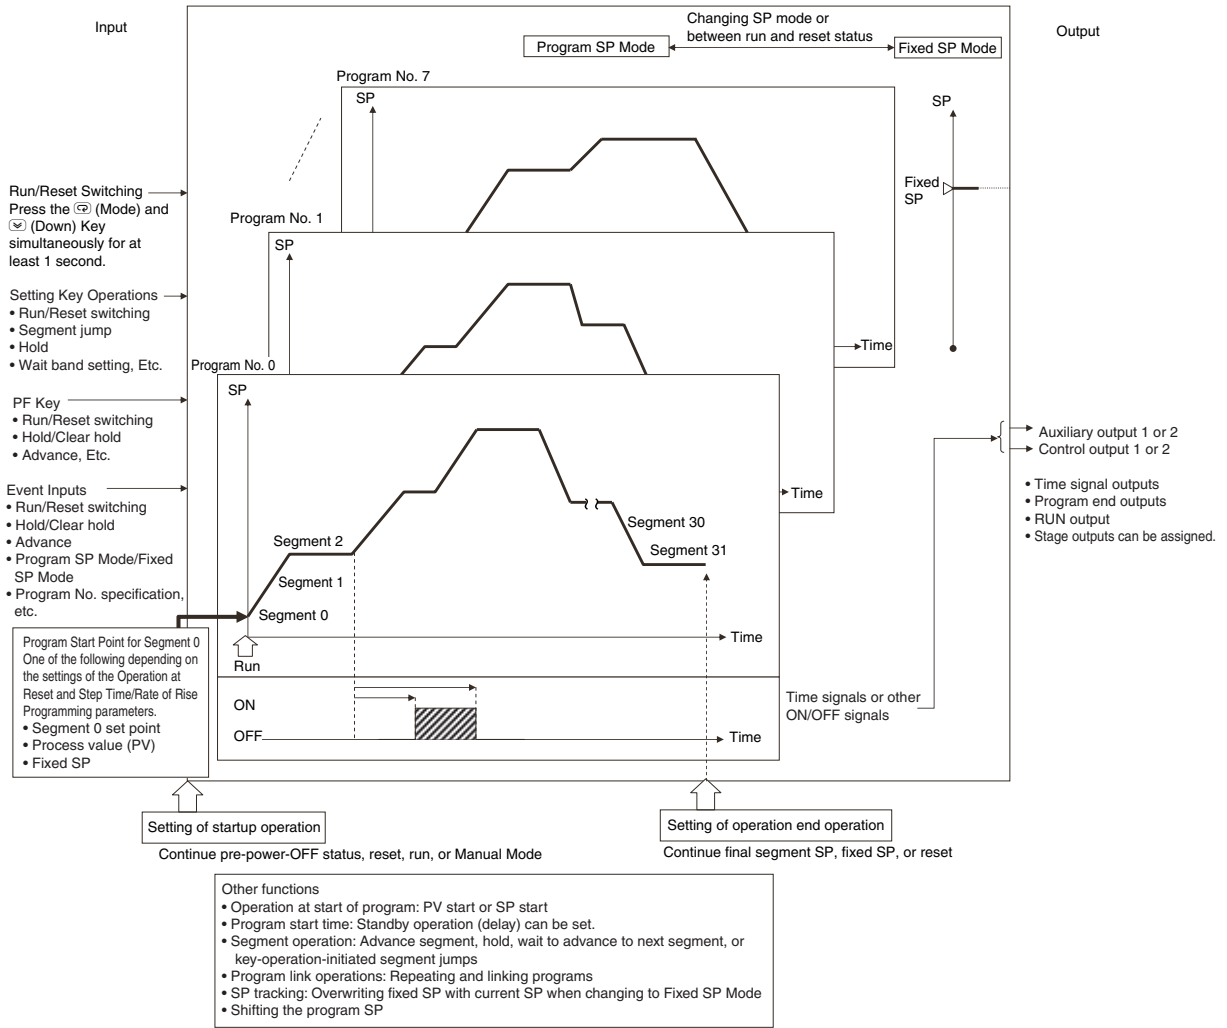 Input
Changing SP mode or
between run and reset status
Program SP Mode
Fixed SP Mode
Output
Program No. 7
SP
SP
Fixed
SP
Run/Reset Switching
Press the (Mode) and
(Down) Key
simultaneously for at
least 1 second.
Program No. 1
SP
Setting Key Operations
• Run/Reset switching
• Segment jump
• Hold
• Wait band setting, Etc.
Time
Program No. 0
SP
PF Key
• Run/Reset switching
• Hold/Clear hold
• Advance, Etc.
Auxiliary output 1 or 2
Control output 1 or 2
• Time signal outputs
• Program end outputs
• RUN output
• Stage outputs can be assigned.
Event Inputs
• Run/Reset switching
• Hold/Clear hold
• Advance
• Program SP Mode/Fixed
SP Mode
• Program No. specification,
etc.
Time
Segment 30
Segment 2
Segment 31
Segment 1
Segment 0
Time
Run
Program Start Point for Segment 0
One of the following depending on
the settings of the Operation at
Reset and Step Time/Rate of Rise
Programming parameters.
• Segment 0 set point
• Process value (PV)
• Fixed SP
ON
OFF
Time
Time signals or other
ON/OFF signals
Setting of startup operation
Continue pre-power-OFF status, reset, run, or Manual Mode
Setting of operation end operation
Continue final segment SP, fixed SP, or reset
Other functions
• Operation at start of program: PV start or SP start
• Program start time: Standby operation (delay) can be set.
• Segment operation: Advance segment, hold, wait to advance to next segment, or
key-operation-initiated segment jumps
• Program link operations: Repeating and linking programs
• SP tracking: Overwriting fixed SP with current SP when changing to Fixed SP Mode
• Shifting the program SP